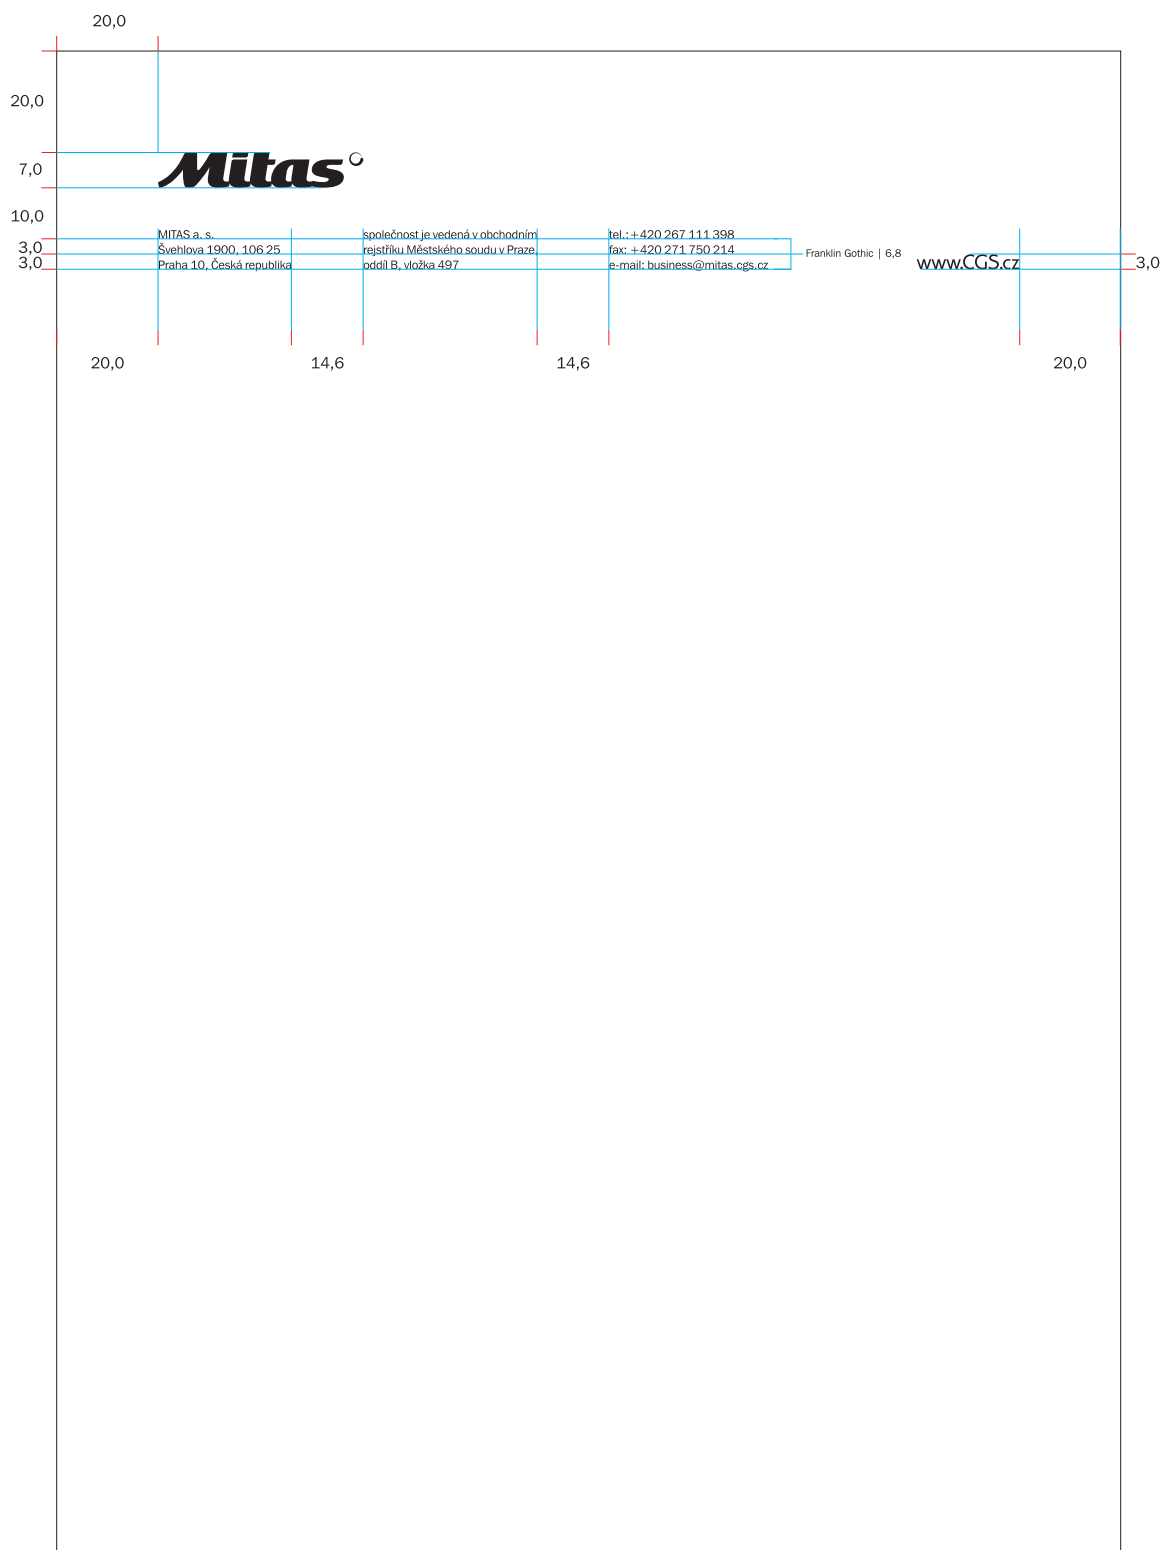 20,0
20,0
7,0
Mitas
10,0
MITAS a. s.
společnost je vedená v obchodním
tel.: +420 267 111 398
3,0
Švehlova 1900, 106 25
rejstříku Městského soudu v Praze,
fax: +420 271 750 214
Franklin Gothic | 6,8
3,0
Praha 10, Česká republika
oddíl B, vložka 497
e-mail: business@mitas.cgs.cz
www.CGS.cz
3,0
20,0
14,6
14,6
20,0